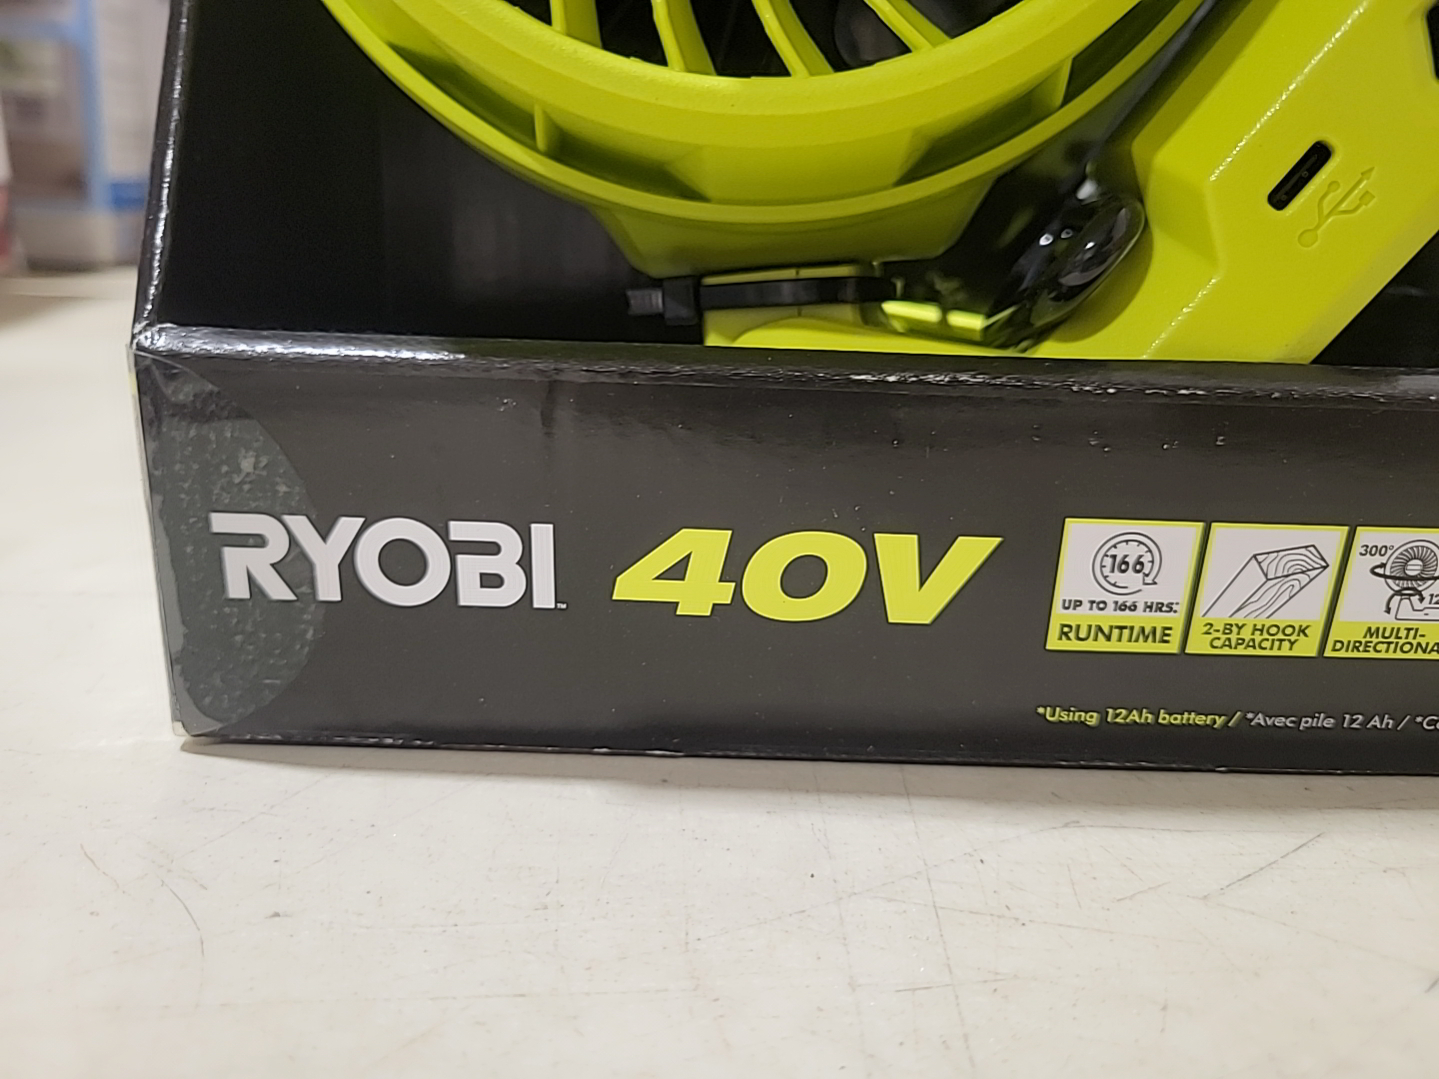 RYOBI™ 40V
166
UP TO 166 HRS.*
RUNTIME
2-BY HOOK
CAPACITY
300°
MULTI-
*Using 12Ah battery / *Avec pile 12 Ah /